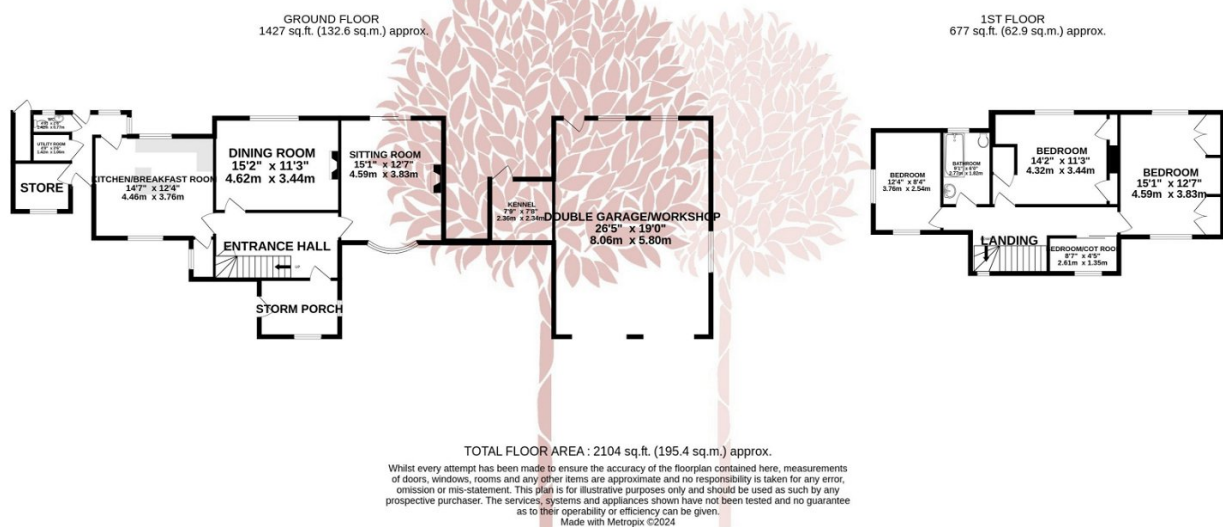 GROUND FLOOR
1427 sq.ft. (132.6 sq.m.) approx.
1ST FLOOR
677 sq.ft. (62.9 sq.m.) approx.
WC
UTILITY ROOM
STORE
KITCHEN/BREAKFAST ROOM
14'7" x 12'4"
4.46m x 3.76m
DINING ROOM
15'2" x 11'3"
4.62m x 3.44m
SITTING ROOM
15'1" x 12'7"
4.59m x 3.83m
ENTRANCE HALL
UP
STORM PORCH
KENNEL
7'9" x 7'8"
2.36m x 2.34m
DOUBLE GARAGE/WORKSHOP
26'5" x 19'0"
8.06m x 5.80m
BEDROOM
12'4" x 8'4"
3.76m x 2.54m
BATHROOM
BEDROOM
14'2" x 11'3"
4.32m x 3.44m
BEDROOM
15'1" x 12'7"
4.59m x 3.83m
LANDING
EDROOM/COT ROO
8'7" x 4'5"
2.61m x 1.35m
TOTAL FLOOR AREA : 2104 sq.ft. (195.4 sq.m.) approx.
Whilst every attempt has been made to ensure the accuracy of the floorplan contained here, measurements
of doors, windows, rooms and any other items are approximate and no responsibility is taken for any error,
omission or mis-statement. This plan is for illustrative purposes only and should be used as such by any
prospective purchaser. The services, systems and appliances shown have not been tested and no guarantee
as to their operability or efficiency can be given.
Made with Metropix ©2024